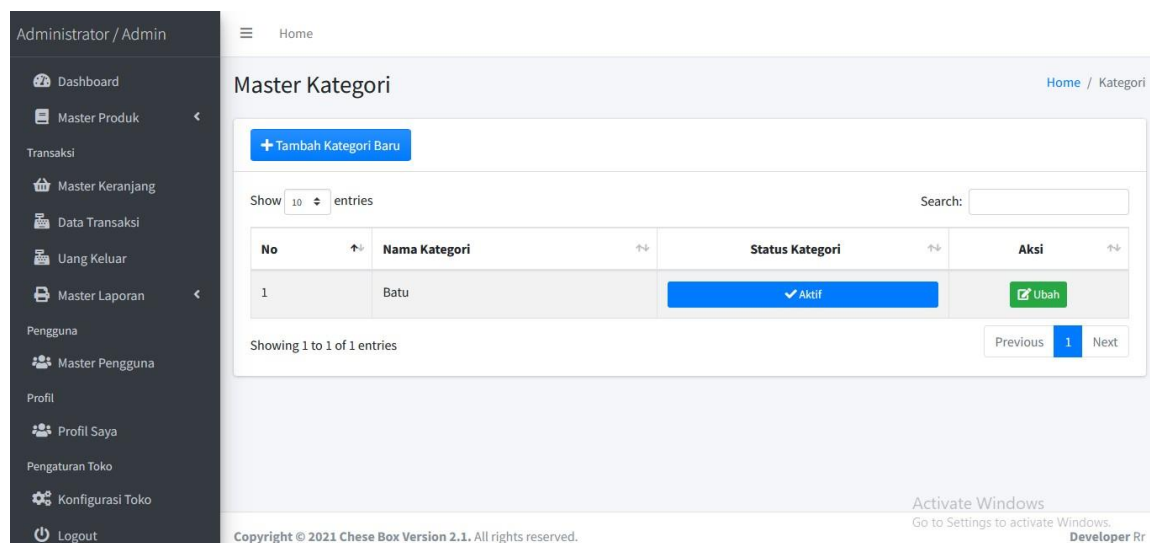 Administrator / Admin
Home
Dashboard
Master Produk
Transaksi
Master Keranjang
Data Transaksi
Uang Keluar
Master Laporan
Pengguna
Master Pengguna
Profil
Profil Saya
Pengaturan Toko
Konfigurasi Toko
Logout
Master Kategori
Home / Kategori
Tambah Kategori Baru
Show 10 entries
Search:
No Nama Kategori Status Kategori Aksi
1 Batu Aktif Ubah
Showing 1 to 1 of 1 entries
Previous 1 Next
Activate Windows
Go to Settings to activate Windows.
Copyright © 2021 Chese Box Version 2.1. All rights reserved.
Developer Rr